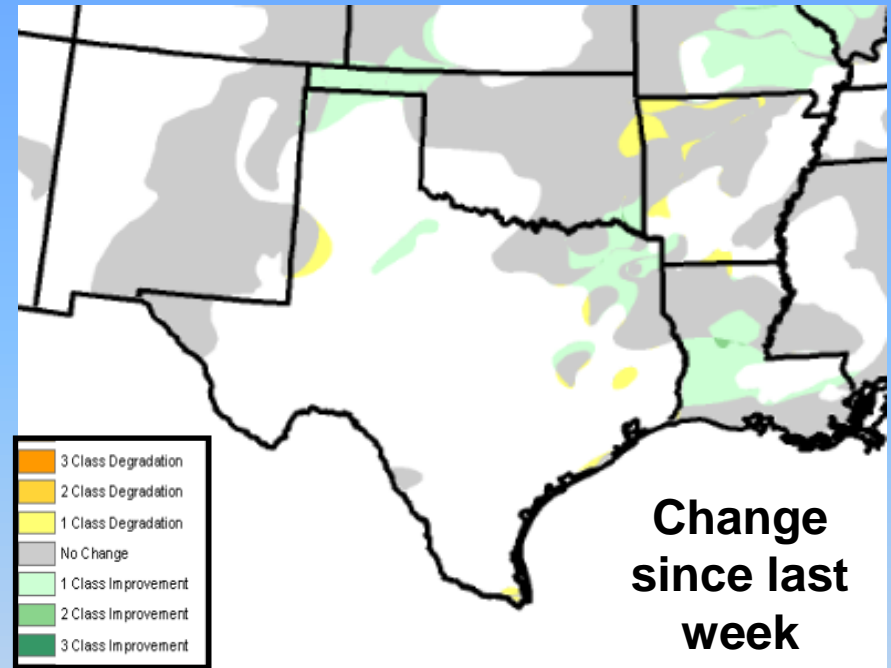 3 Class Degradation
2 Class Degradation
1 Class Degradation
No Change
1 Class Improvement
2 Class Improvement
3 Class Improvement
Change
since last
week